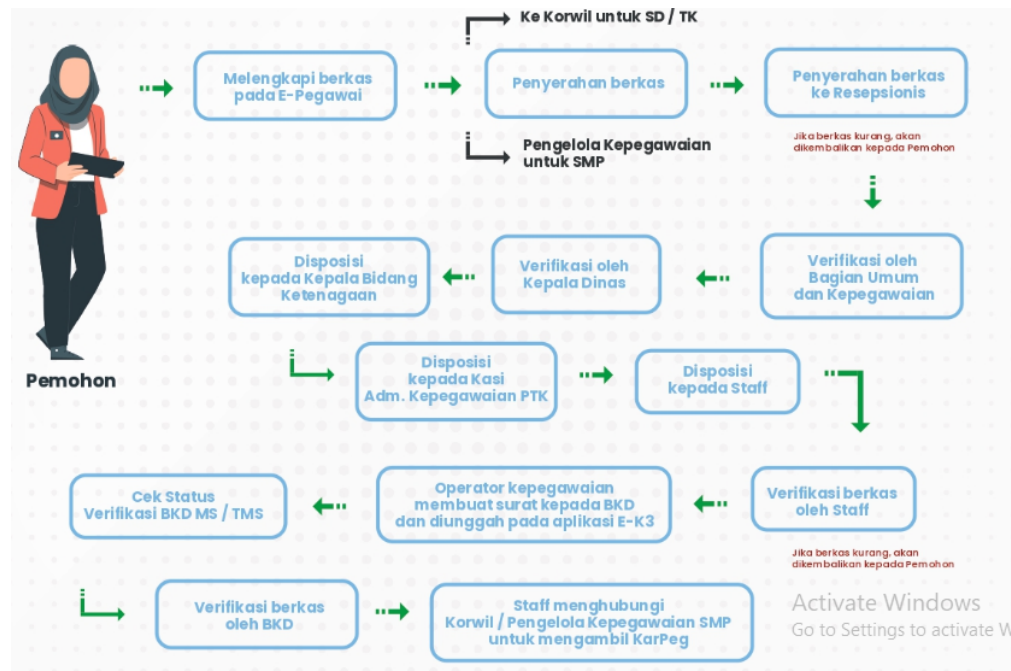 Ke Korwil untuk SD / TK
Melengkapi berkas
pada E-Pegawai
Penyerahan berkas
Penyerahan berkas
ke Resepsionis
Pengelola Kepegawaian
untuk SMP
Jika berkas kurang, akan
dikembalikan kepada Pemohon
Disposisi
kepada Kepala Bidang
Ketenagaan
Verifikasi oleh
Kepala Dinas
Verifikasi oleh
Bagian Umum
dan Kepegawaian
Pemohon
Disposisi
kepada Kasi
Adm. Kepegawaian PTK
Disposisi
kepada Staff
Cek Status
Verifikasi BKD MS / TMS
Operator kepegawaian
membuat surat kepada BKD
dan diunggah pada aplikasi E-K3
Verifikasi berkas
oleh Staff
Jika berkas kurang, akan
dikembalikan kepada Pemohon
Verifikasi berkas
oleh BKD
Staff menghubungi
Korwil / Pengelola Kepegawaian SMP
untuk mengambil KarPeg
Activate Windows
Go to Settings to activate W